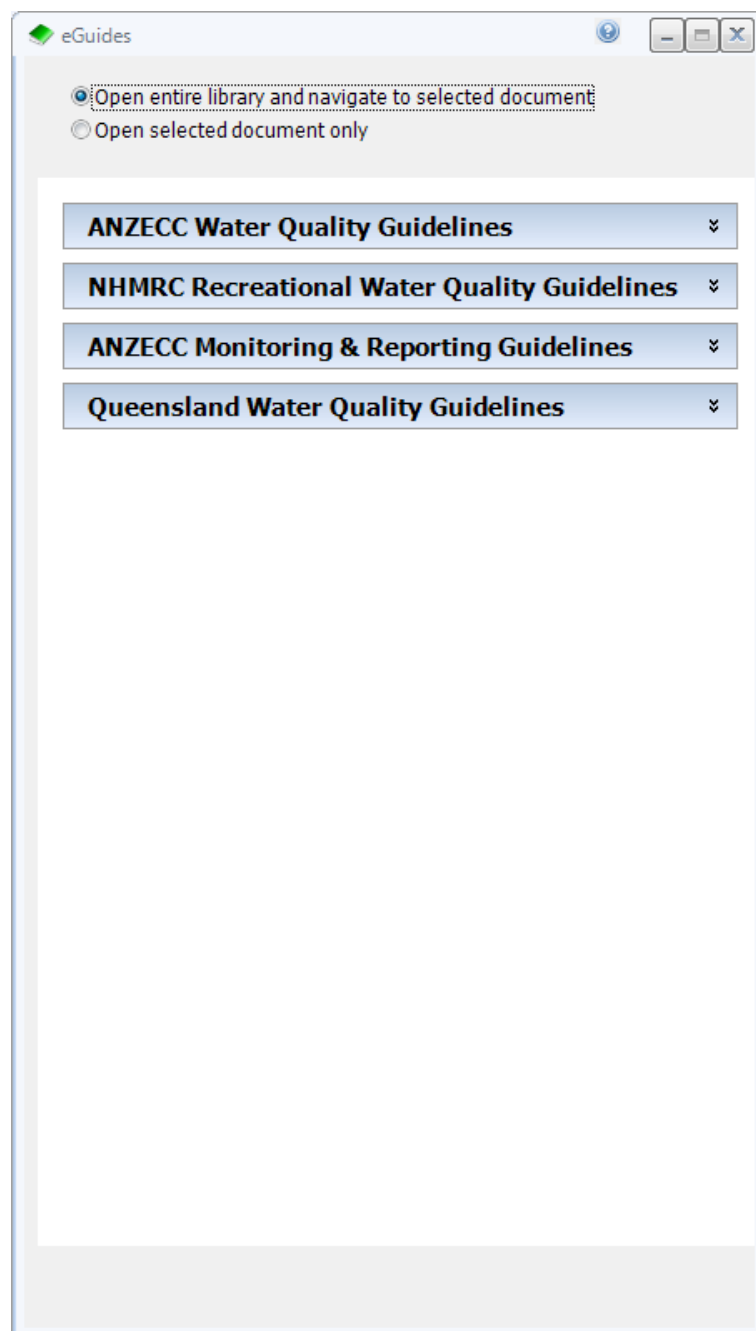 eGuides
Open entire library and navigate to selected document
Open selected document only
ANZECC Water Quality Guidelines
NHMRC Recreational Water Quality Guidelines
ANZECC Monitoring & Reporting Guidelines
Queensland Water Quality Guidelines